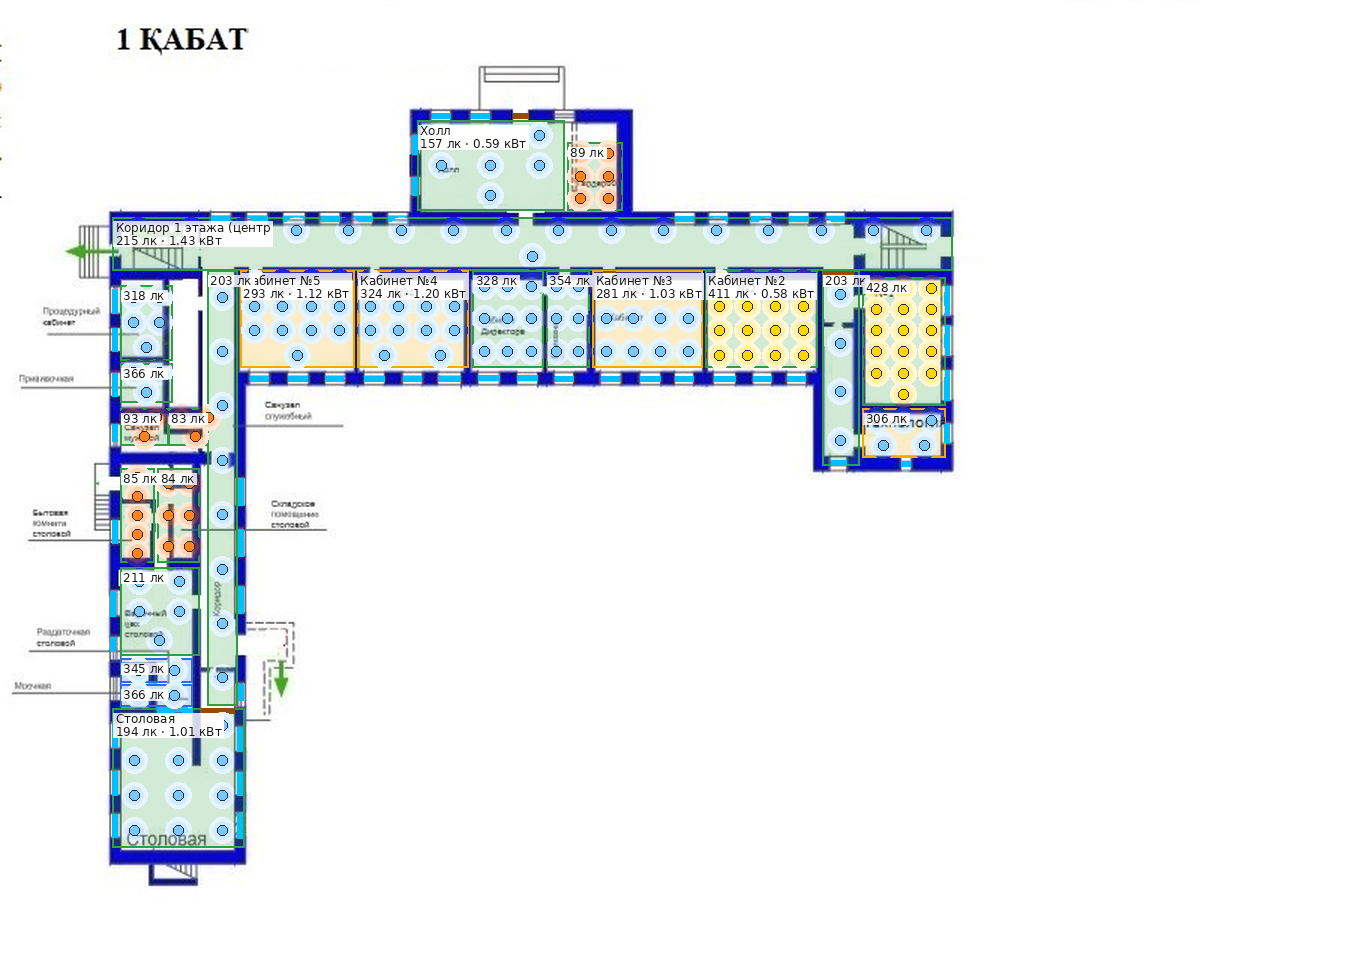 1 ҚАБАТ
Холл
157 лк · 0.59 кВт
89 лк
Коридор 1 этажа (центр
215 лк · 1.43 кВт
203 лк
абинет №5
293 лк · 1.12 кВт
Кабинет №4
324 лк · 1.20 кВт
328 лк
Директора
354 лк
Кабинет №3
281 лк · 1.03 кВт
Кабинет №2
411 лк · 0.58 кВт
203 лк
428 лк
318 лк
Процедурный
кабинет
366 лк
Прививочная
93 лк
83 лк
Санузел
служебный
306 лк
85 лк
84 лк
Бытовая
комната
столовой
Складское
помещение
столовой
211 лк
Коридор
столовой
Раздаточная
столовой
345 лк
Моечная
366 лк
Столовая
194 лк · 1.01 кВт
Столовая